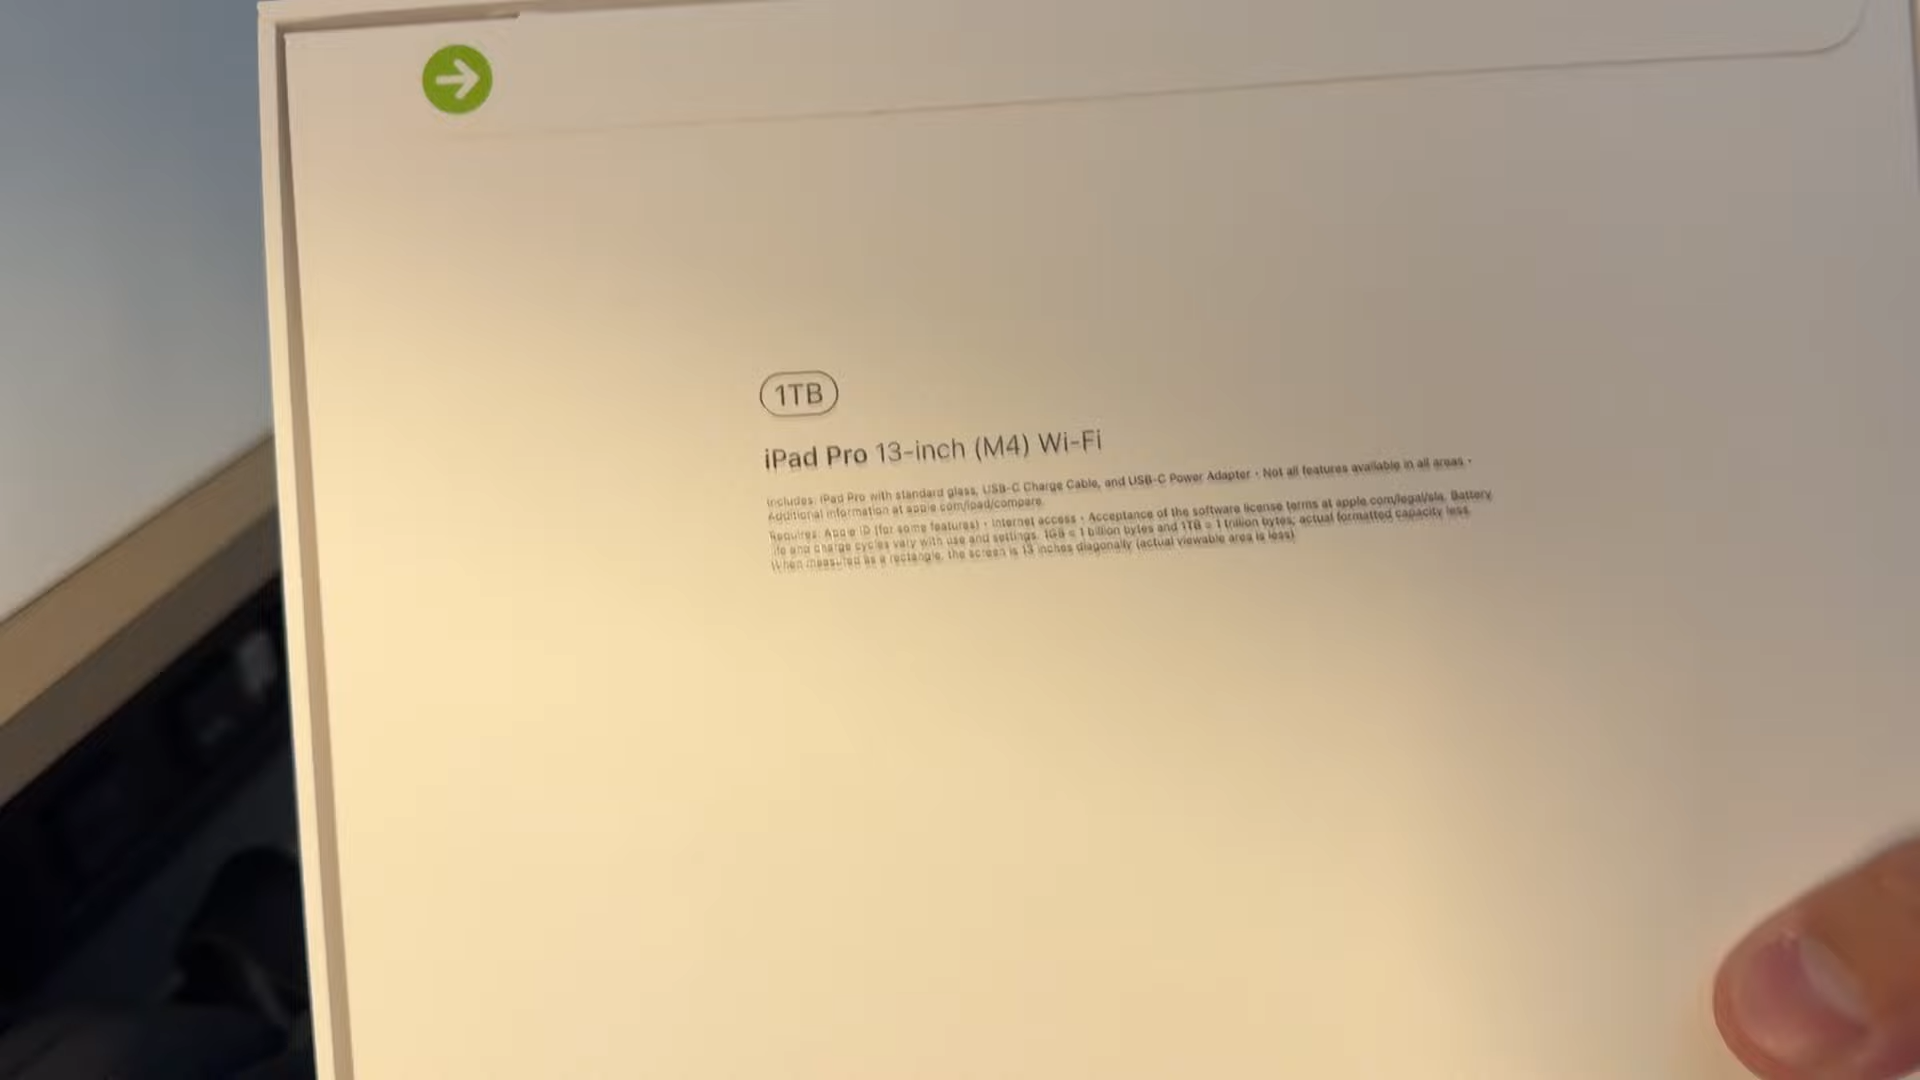 1TB
iPad Pro 13-inch (M4) Wi-Fi
Includes: iPad Pro with standard glass, USB-C Charge Cable, and USB-C Power Adapter • Not all features available in all areas •
Additional information at apple.com/ipad/compare.
Requires: Apple ID (for some features) • Internet access • Acceptance of the software license terms at apple.com/legal/sla. Battery
life and charge cycles vary with use and settings. 1GB = 1 billion bytes and 1TB = 1 trillion bytes; actual formatted capacity less.
When measured as a rectangle, the screen is 13 inches diagonally (actual viewable area is less)